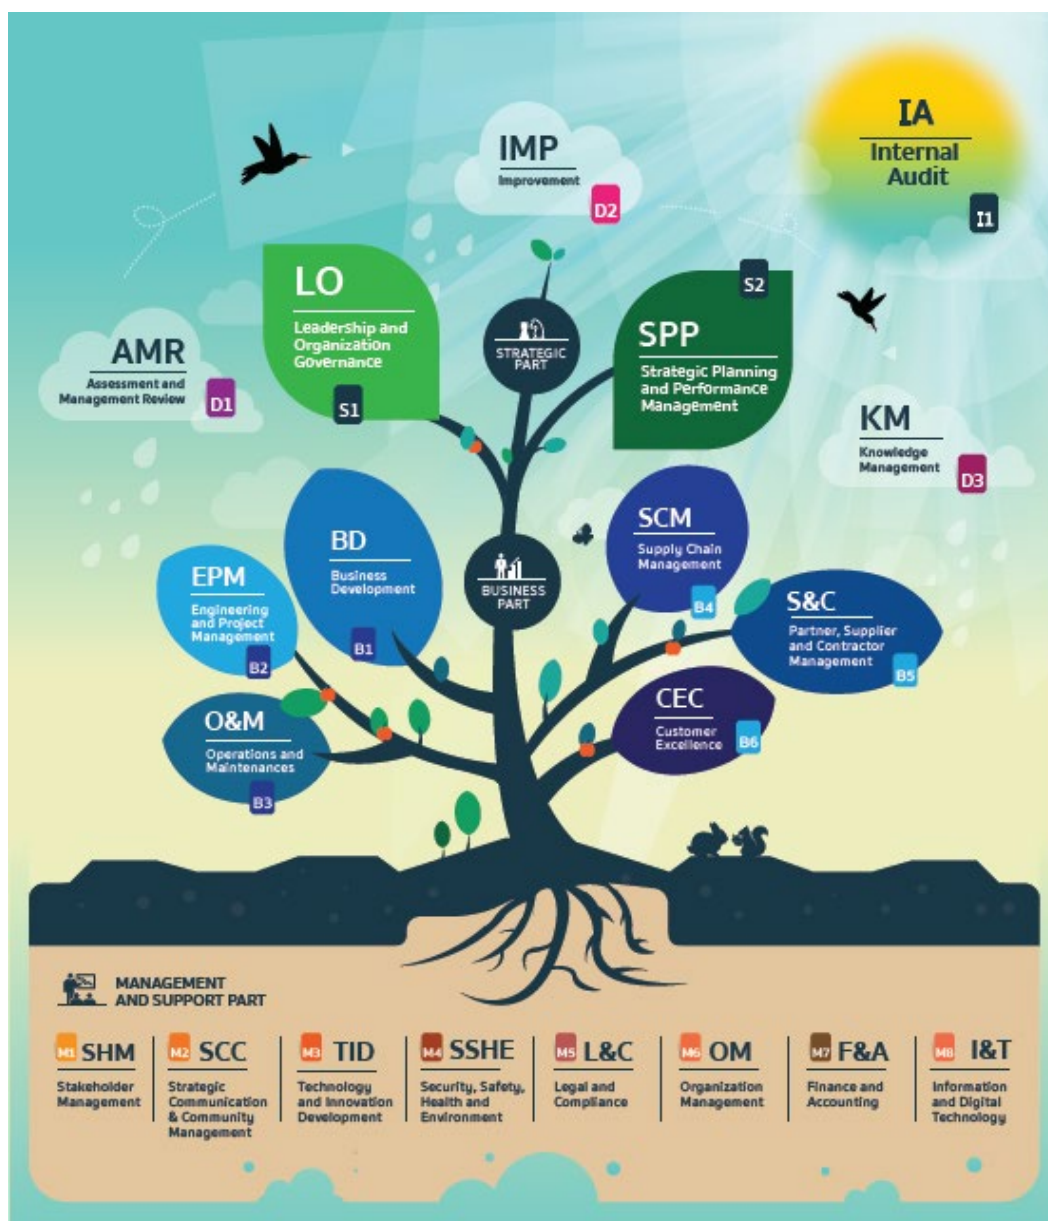 IA
Internal
Audit
I1
IMP
Improvement
D2
LO
Leadership and
Organization
Governance
S1
STRATEGIC
PART
S2
SPP
Strategic Planning
and Performance
Management
AMR
Assessment and
Management Review
D1
KM
Knowledge
Management
D3
BD
Business
Development
B1
BUSINESS
PART
SCM
Supply Chain
Management
B4
EPM
Engineering
and Project
Management
B2
S&C
Partner, Supplier
and Contractor
Management
B5
O&M
Operations and
Maintenances
B3
CEC
Customer
Excellence
B6
MANAGEMENT
AND SUPPORT PART
M1 SHM
Stakeholder
Management
M2 SCC
Strategic
Communication
& Community
Management
M3 TID
Technology
and Innovation
Development
M4 SSHE
Security, Safety,
Health and
Environment
M5 L&C
Legal and
Compliance
M6 OM
Organization
Management
M7 F&A
Finance and
Accounting
M8 I&T
Information
and Digital
Technology